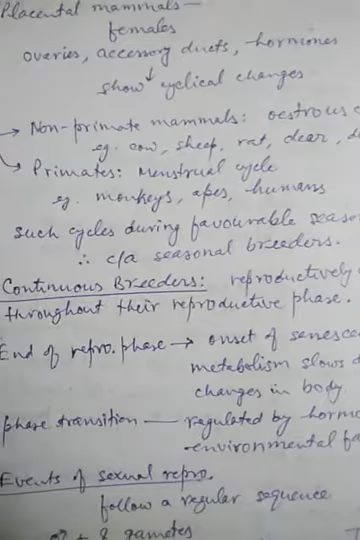 Placental mammals—
females
overies, accessory ducts, hormones
show ↓ cyclical changes
→ Non-primate mammals: oestrous
eg. cow, sheep, rat, dear,
→ Primates: Menstrual cycle
eg. monkeys, apes, humans
such cycles during favourable
∴ c/a seasonal breeders.
Continuous Breeders: reproductively
throughout their reproductive phase.
End of repro. phase → onset of
metabolism slows
changes in body.
phase transition — regulated by
environmental
Events of sexual repro.
follow a regular sequence
gametes